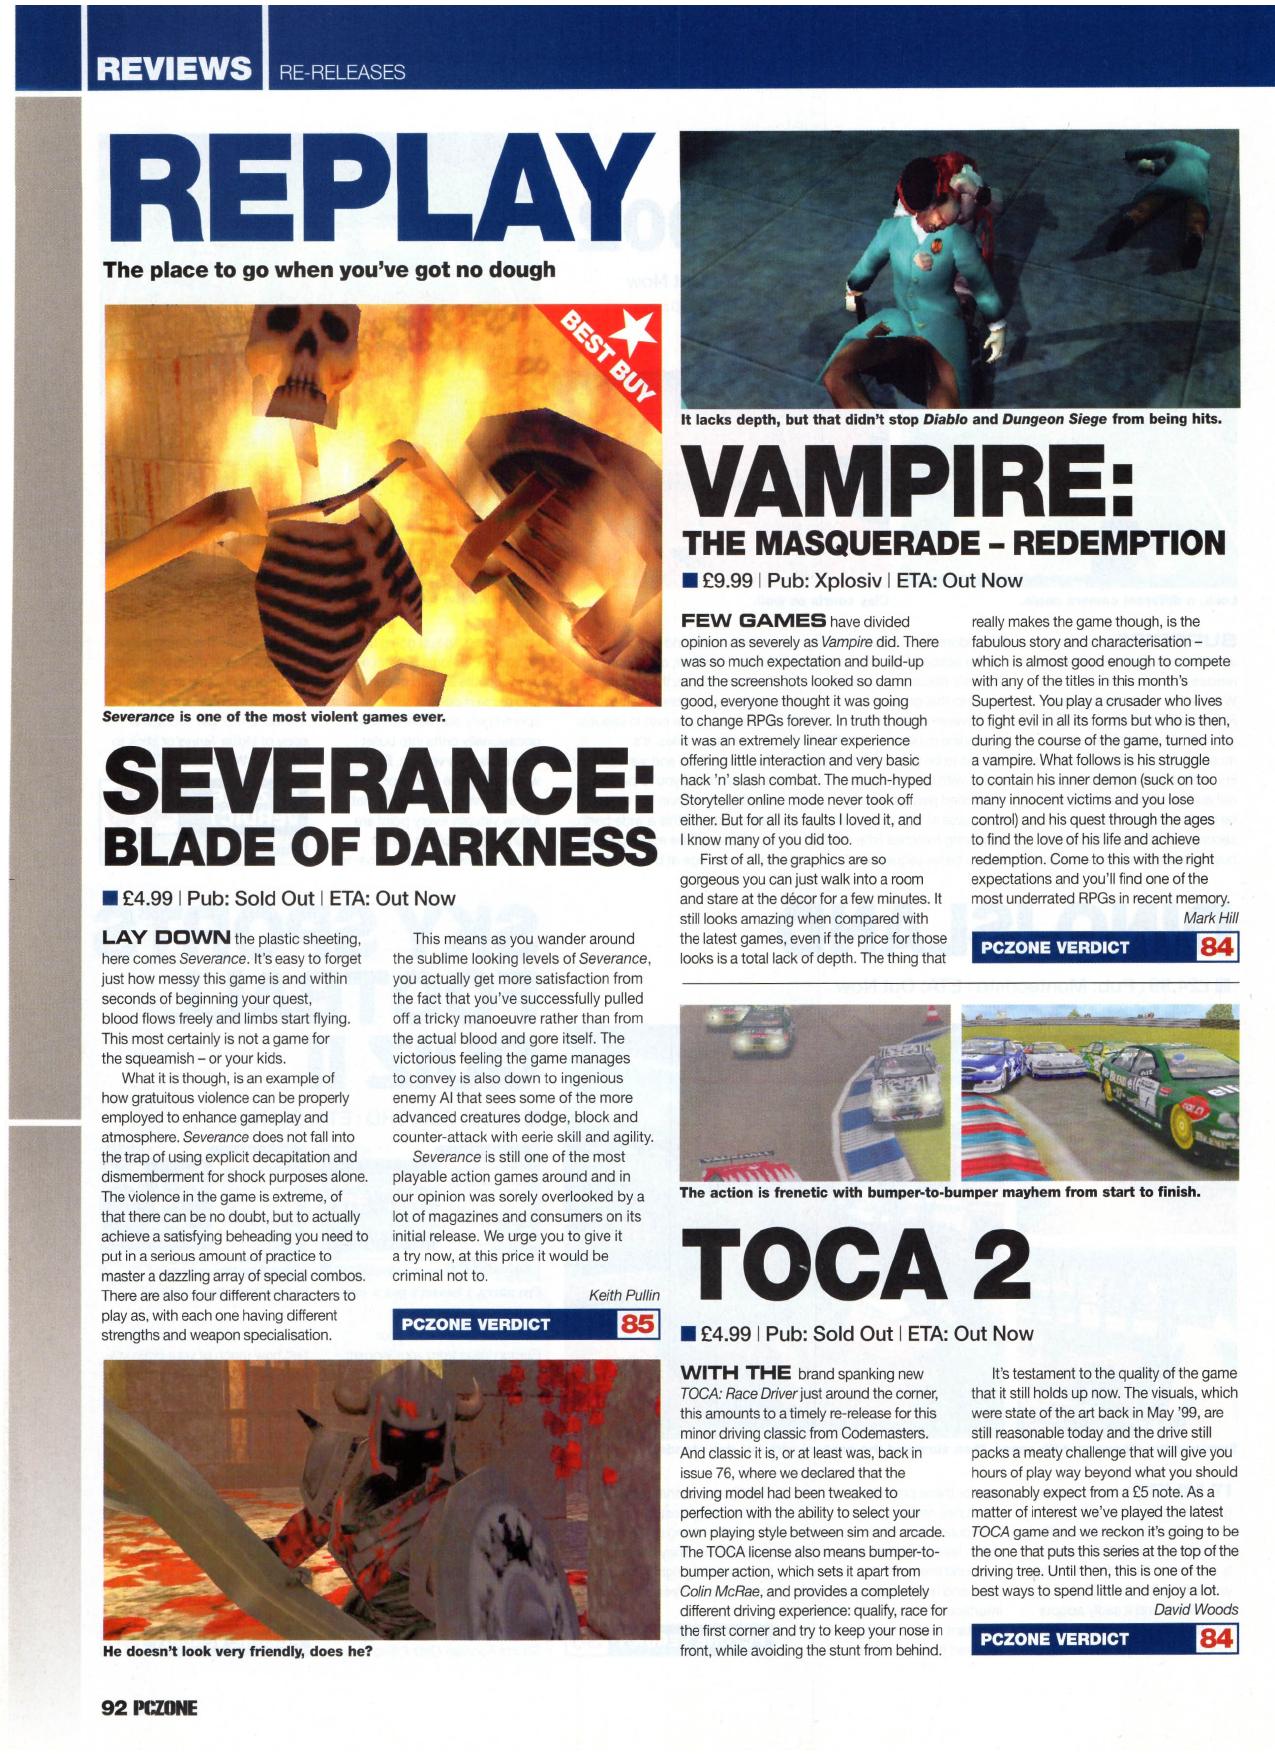 REVIEWS
RE-RELEASES
REPLAY
The place to go when you've got no dough
BEST BUY
Severance is one of the most violent games ever.
SEVERANCE:
BLADE OF DARKNESS
£4.99 | Pub: Sold Out | ETA: Out Now
LAY DOWN the plastic sheeting,
here comes Severance. It's easy to forget
just how messy this game is and within
seconds of beginning your quest,
blood flows freely and limbs start flying.
This most certainly is not a game for
the squeamish – or your kids.
What it is though, is an example of
how gratuitous violence can be properly
employed to enhance gameplay and
atmosphere. Severance does not fall into
the trap of using explicit decapitation and
dismemberment for shock purposes alone.
The violence in the game is extreme, of
that there can be no doubt, but to actually
achieve a satisfying beheading you need to
put in a serious amount of practice to
master a dazzling array of special combos.
There are also four different characters to
play as, with each one having different
strengths and weapon specialisation.
This means as you wander around
the sublime looking levels of Severance,
you actually get more satisfaction from
the fact that you've successfully pulled
off a tricky manoeuvre rather than from
the actual blood and gore itself. The
victorious feeling the game manages
to convey is also down to ingenious
enemy AI that sees some of the more
advanced creatures dodge, block and
counter-attack with eerie skill and agility.
Severance is still one of the most
playable action games around and in
our opinion was sorely overlooked by a
lot of magazines and consumers on its
initial release. We urge you to give it
a try now, at this price it would be
criminal not to.
Keith Pullin
PCZONE VERDICT 85
He doesn't look very friendly, does he?
It lacks depth, but that didn't stop Diablo and Dungeon Siege from being hits.
VAMPIRE:
THE MASQUERADE – REDEMPTION
£9.99 | Pub: Xplosiv | ETA: Out Now
FEW GAMES have divided
opinion as severely as Vampire did. There
was so much expectation and build-up
and the screenshots looked so damn
good, everyone thought it was going
to change RPGs forever. In truth though
it was an extremely linear experience
offering little interaction and very basic
hack 'n' slash combat. The much-hyped
Storyteller online mode never took off
either. But for all its faults I loved it, and
I know many of you did too.
First of all, the graphics are so
gorgeous you can just walk into a room
and stare at the décor for a few minutes. It
still looks amazing when compared with
the latest games, even if the price for those
looks is a total lack of depth. The thing that
really makes the game though, is the
fabulous story and characterisation –
which is almost good enough to compete
with any of the titles in this month's
Supertest. You play a crusader who lives
to fight evil in all its forms but who is then,
during the course of the game, turned into
a vampire. What follows is his struggle
to contain his inner demon (suck on too
many innocent victims and you lose
control) and his quest through the ages
to find the love of his life and achieve
redemption. Come to this with the right
expectations and you'll find one of the
most underrated RPGs in recent memory.
Mark Hill
PCZONE VERDICT 84
The action is frenetic with bumper-to-bumper mayhem from start to finish.
TOCA 2
£4.99 | Pub: Sold Out | ETA: Out Now
WITH THE brand spanking new
TOCA: Race Driver just around the corner,
this amounts to a timely re-release for this
minor driving classic from Codemasters.
And classic it is, or at least was, back in
issue 76, where we declared that the
driving model had been tweaked to
perfection with the ability to select your
own playing style between sim and arcade.
The TOCA license also means bumper-to-
bumper action, which sets it apart from
Colin McRae, and provides a completely
different driving experience: qualify, race for
the first corner and try to keep your nose in
front, while avoiding the stunt from behind.
It's testament to the quality of the game
that it still holds up now. The visuals, which
were state of the art back in May '99, are
still reasonable today and the drive still
packs a meaty challenge that will give you
hours of play way beyond what you should
reasonably expect from a £5 note. As a
matter of interest we've played the latest
TOCA game and we reckon it's going to be
the one that puts this series at the top of the
driving tree. Until then, this is one of the
best ways to spend little and enjoy a lot.
David Woods
PCZONE VERDICT 84
92 PCZONE